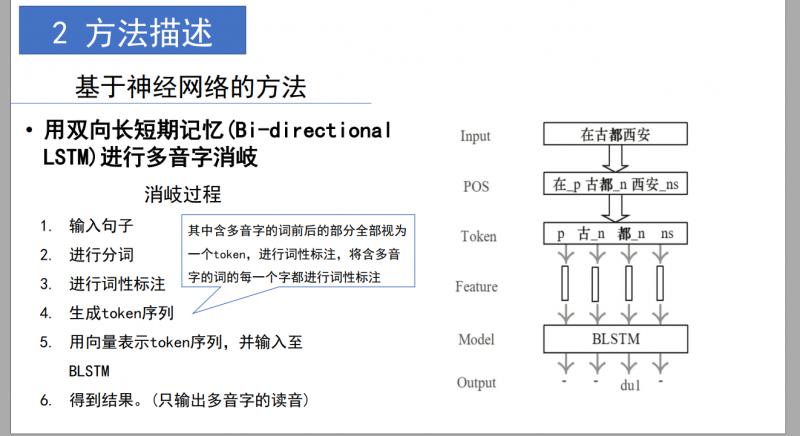 2 方法描述
基于神经网络的方法
• 用双向长短期记忆(Bi-directional
LSTM)进行多音字消岐
消岐过程
1. 输入句子
2. 进行分词
3. 进行词性标注
4. 生成token序列
5. 用向量表示token序列，并输入至
BLSTM
6. 得到结果。(只输出多音字的读音)
其中含多音字的词前后的部分全部视为
一个token，进行词性标注，将含多音
字的词的每一个字都进行词性标注
Input 在古都西安
POS 在_p 古都_n 西安_ns
Token p 古_n 都_n ns
Feature
Model BLSTM
Output - - du1 -